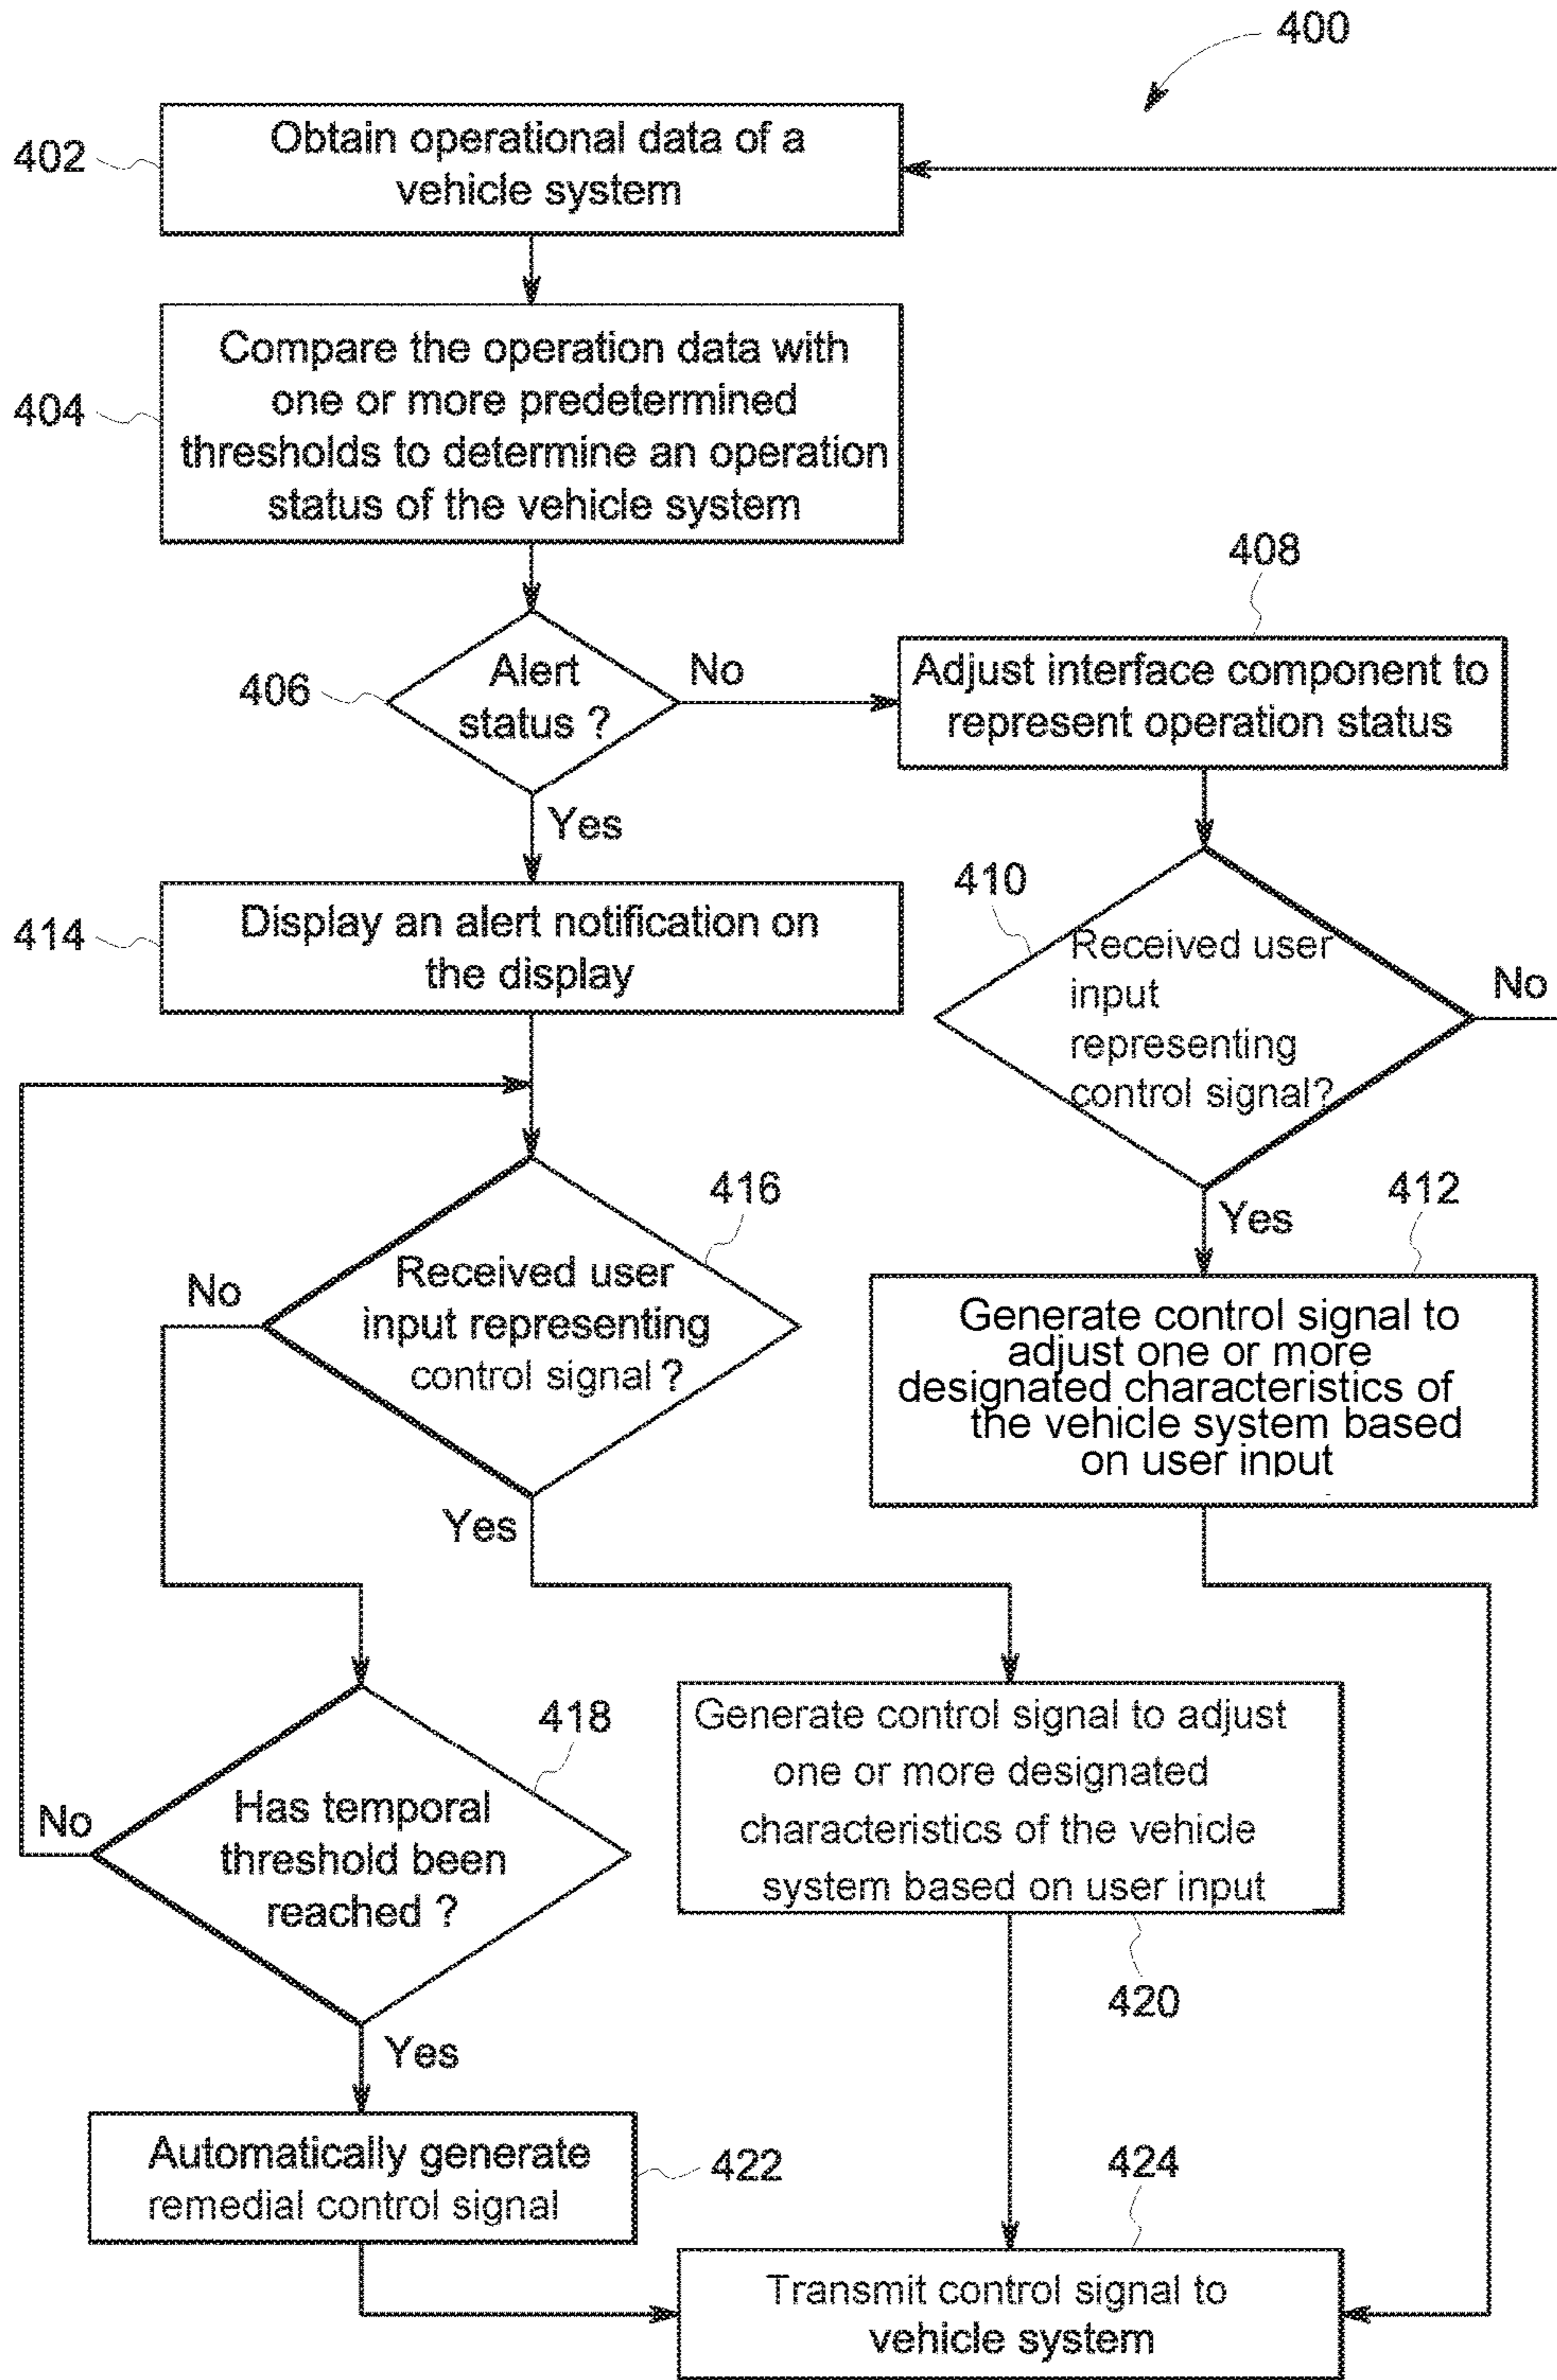 400
402
Obtain operational data of a
vehicle system
404
Compare the operation data with
one or more predetermined
thresholds to determine an operation
status of the vehicle system
406
Alert
status ?
No
Yes
408
Adjust interface component to
represent operation status
410
Received user
input
representing
control signal?
No
Yes
412
Generate control signal to
adjust one or more
designated characteristics of
the vehicle system based
on user input
414
Display an alert notification on
the display
416
Received user
input representing
control signal ?
No
Yes
418
Has temporal
threshold been
reached ?
No
Yes
Generate control signal to adjust
one or more designated
characteristics of the vehicle
system based on user input
420
Automatically generate
remedial control signal
422
424
Transmit control signal to
vehicle system